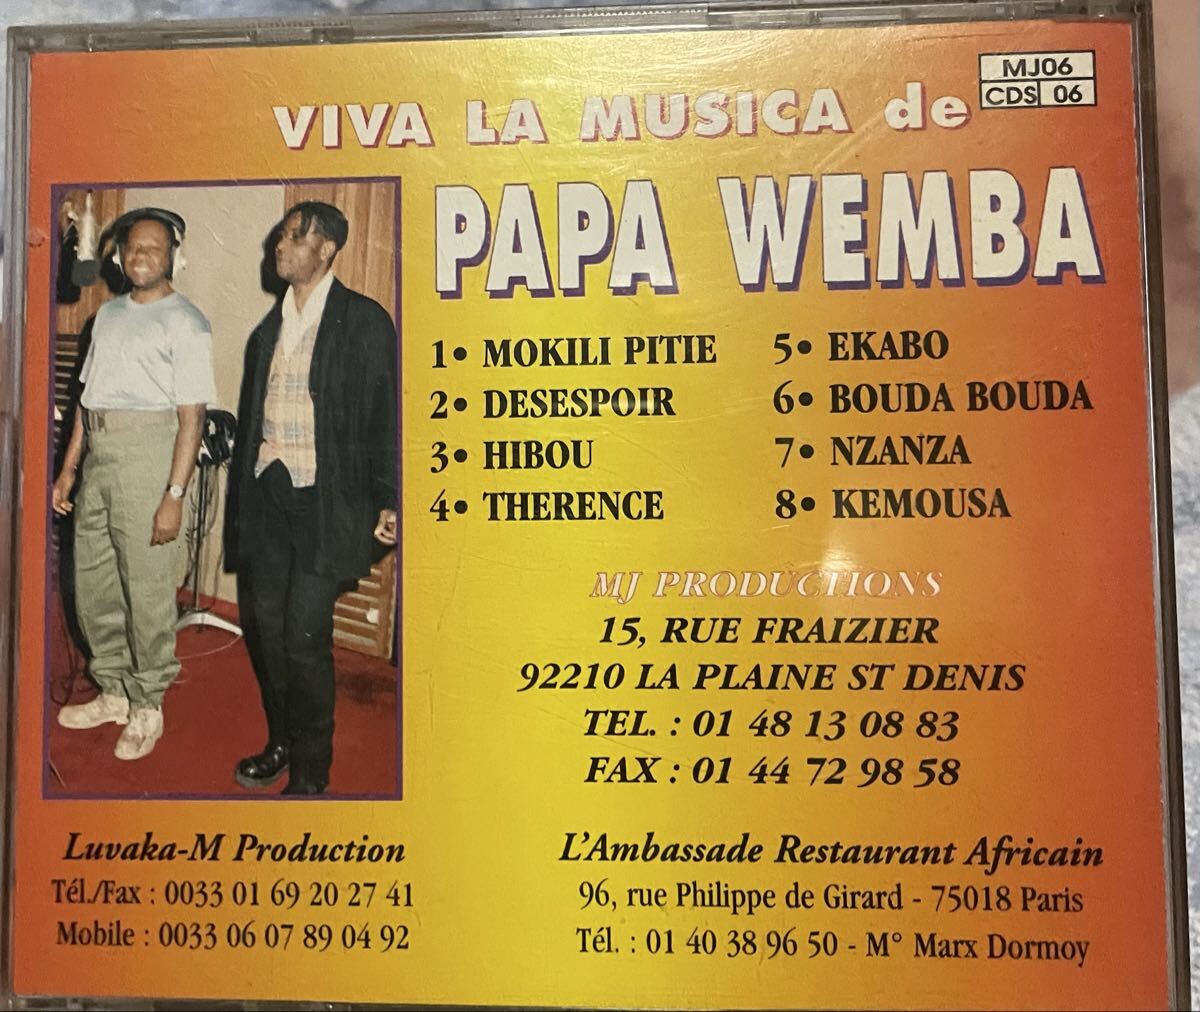 MJ06
CDS 06
VIVA LA MUSICA de
PAPA WEMBA
1• MOKILI PITIE
2• DESESPOIR
3• HIBOU
4• THERENCE
5• EKABO
6• BOUDA BOUDA
7• NZANZA
8• KEMOUSA
MJ PRODUCTIONS
15, RUE FRAIZIER
92210 LA PLAINE ST DENIS
TEL. : 01 48 13 08 83
FAX : 01 44 72 98 58
Luvaka-M Production
Tél./Fax : 0033 01 69 20 27 41
Mobile : 0033 06 07 89 04 92
L'Ambassade Restaurant Africain
96, rue Philippe de Girard - 75018 Paris
Tél. : 01 40 38 96 50 - M° Marx Dormoy